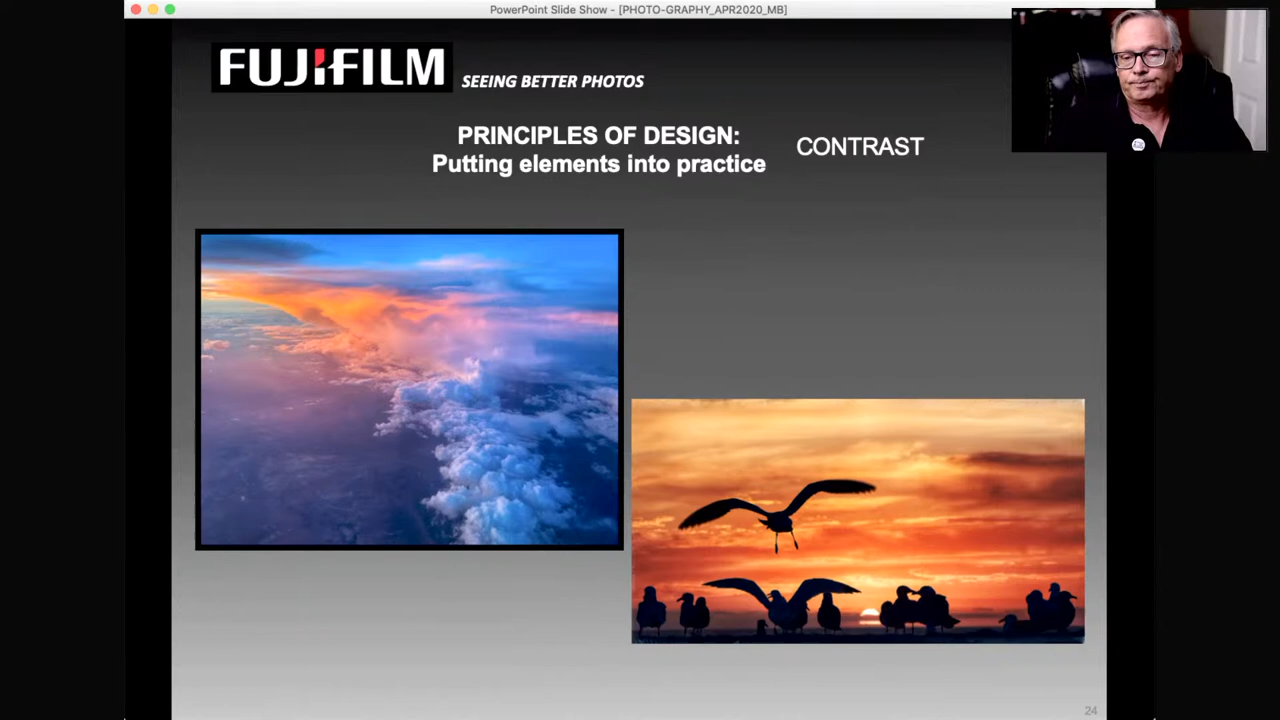 PowerPoint Slide Show - [PHOTO-GRAPHY_APR2020_MB]
FUJIFILM
SEEING BETTER PHOTOS
PRINCIPLES OF DESIGN:
Putting elements into practice
CONTRAST
24